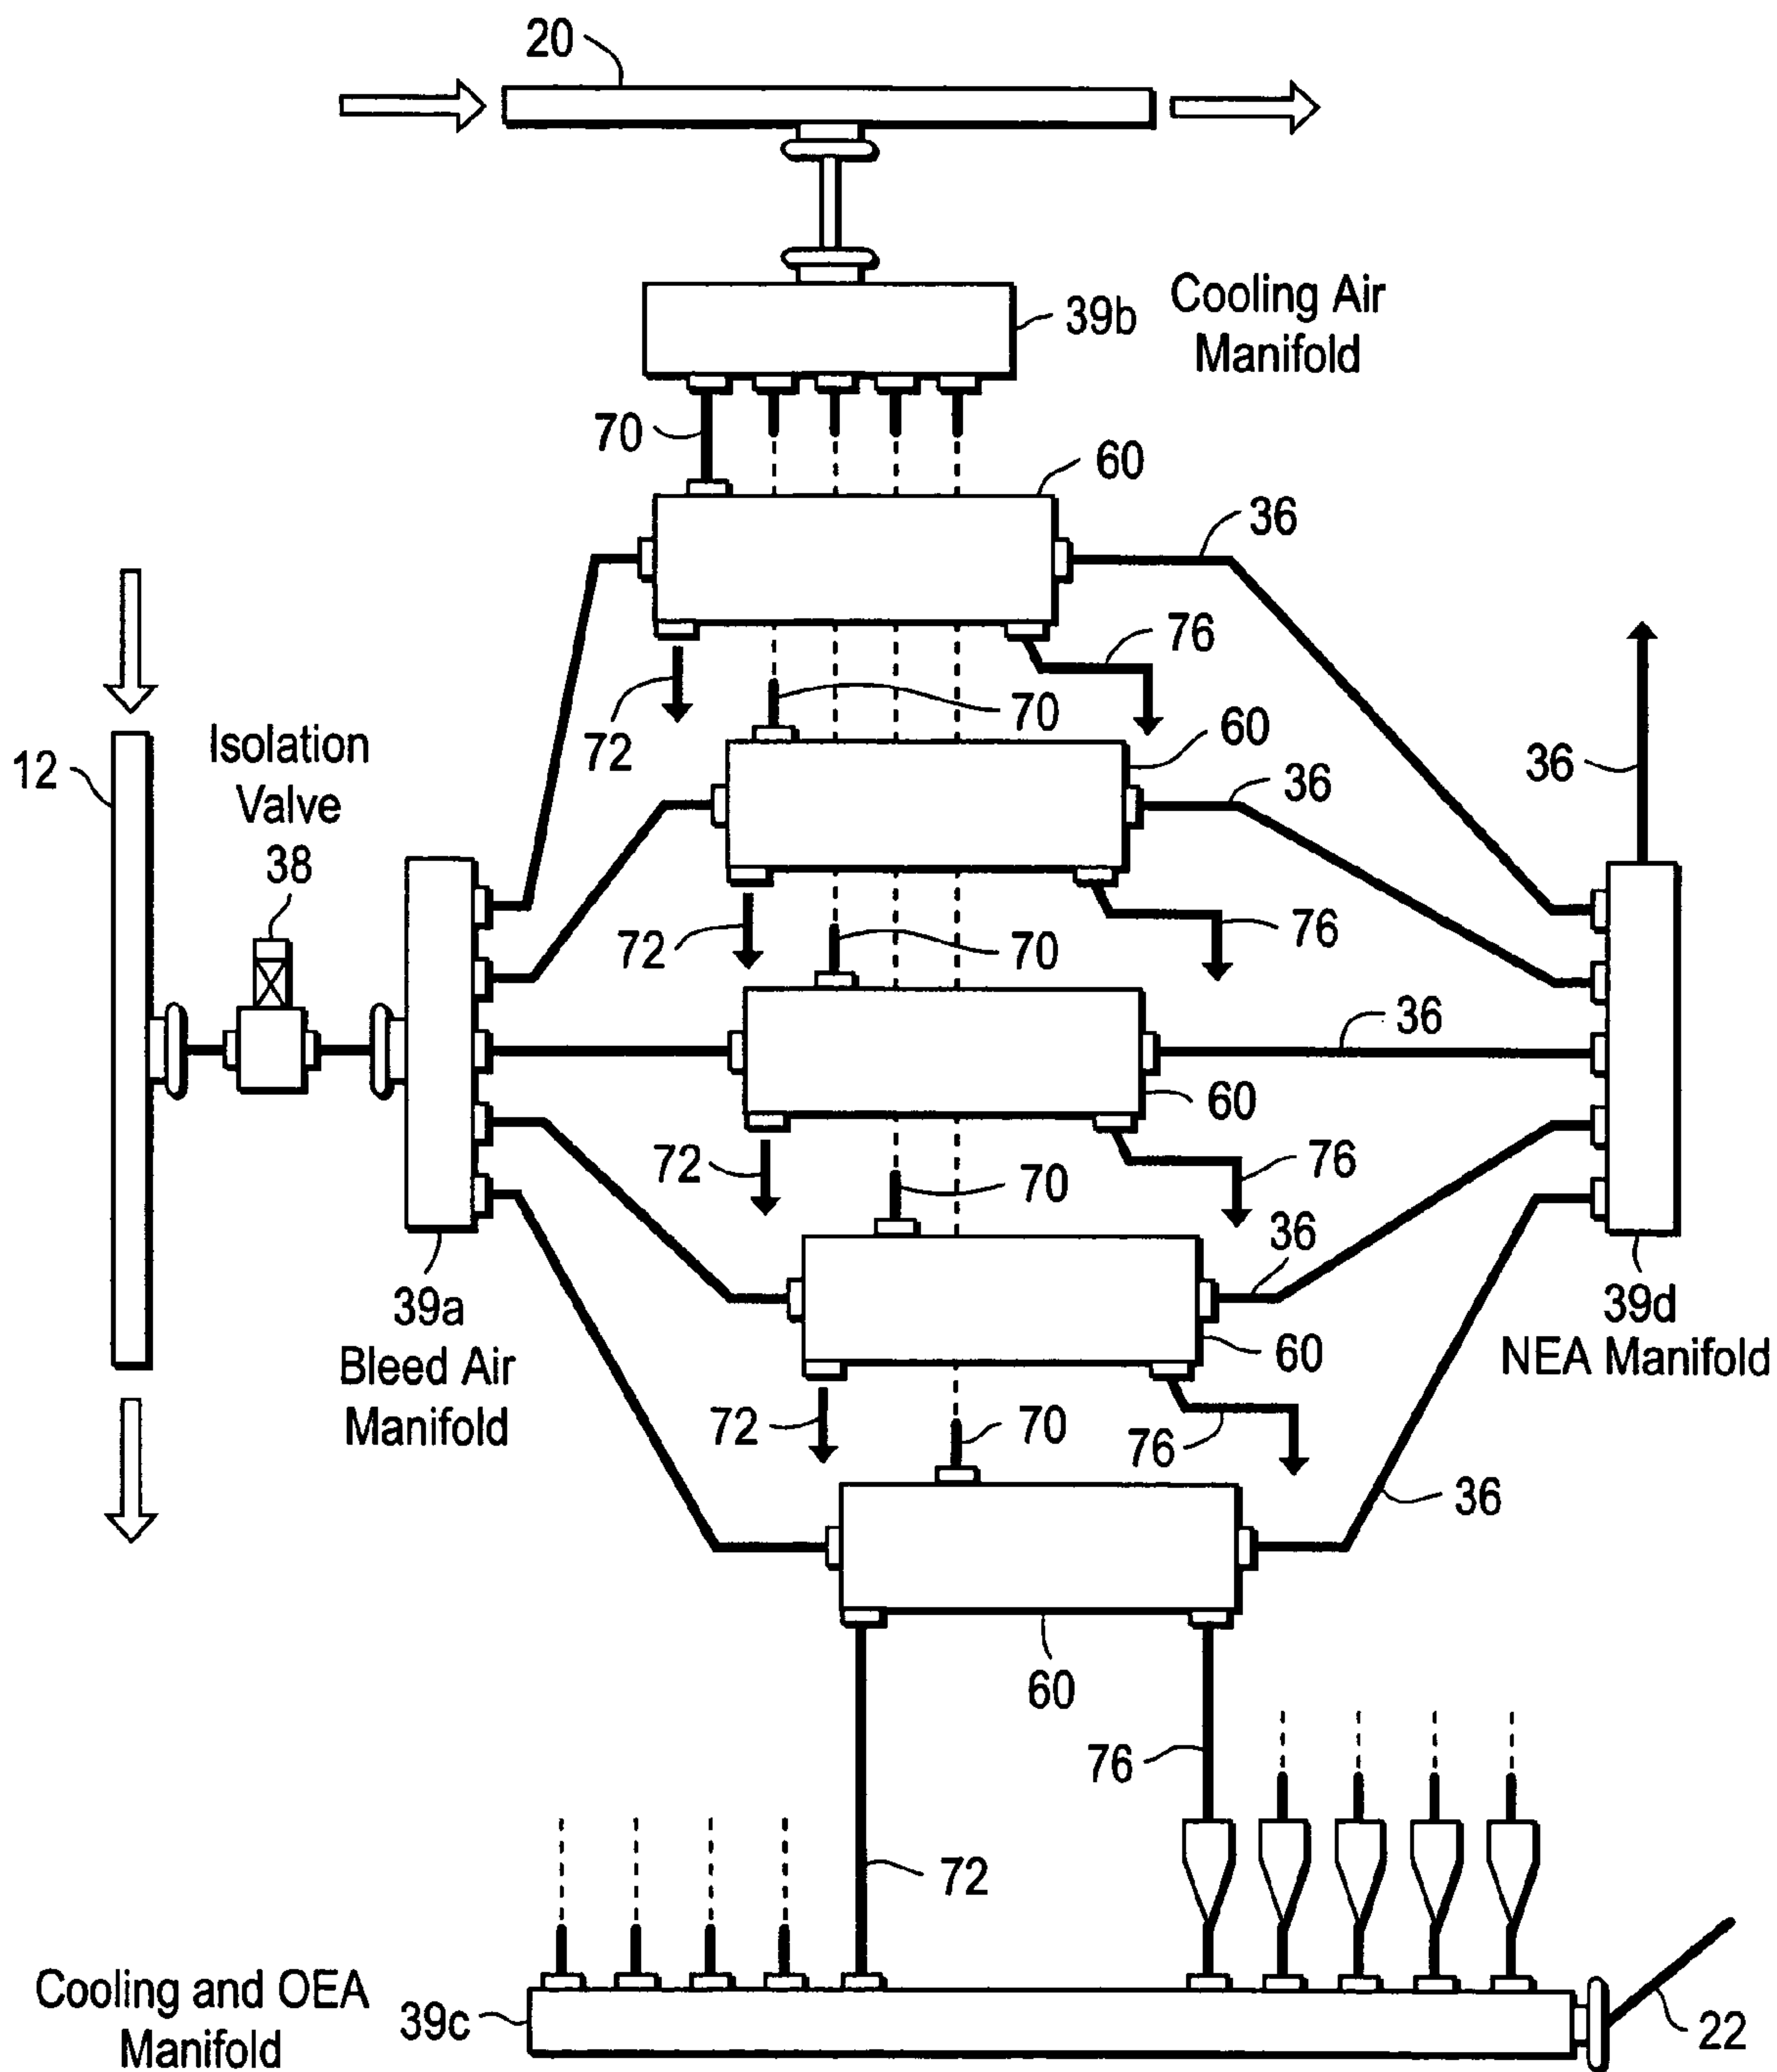 20
39b
Cooling Air
Manifold
70
60
36
76
72
70
60
36
12
Isolation
Valve
38
36
72
70
76
36
60
72
70
76
36
39a
Bleed Air
Manifold
39d
NEA Manifold
60
72
70
76
36
60
76
72
Cooling and OEA
Manifold
39c
22